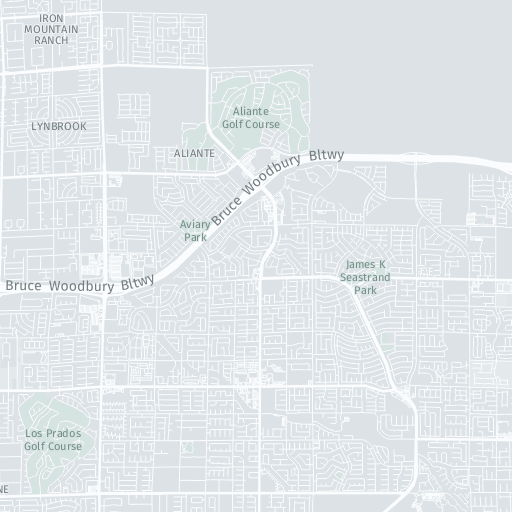 IRON
MOUNTAIN
RANCH
Aliante
Golf Course
LYNBROOK
ALIANTE
Bruce Woodbury Bltwy
Aviary
Park
James K
Seastrand
Park
Bruce Woodbury Bltwy
Los Prados
Golf Course
NE